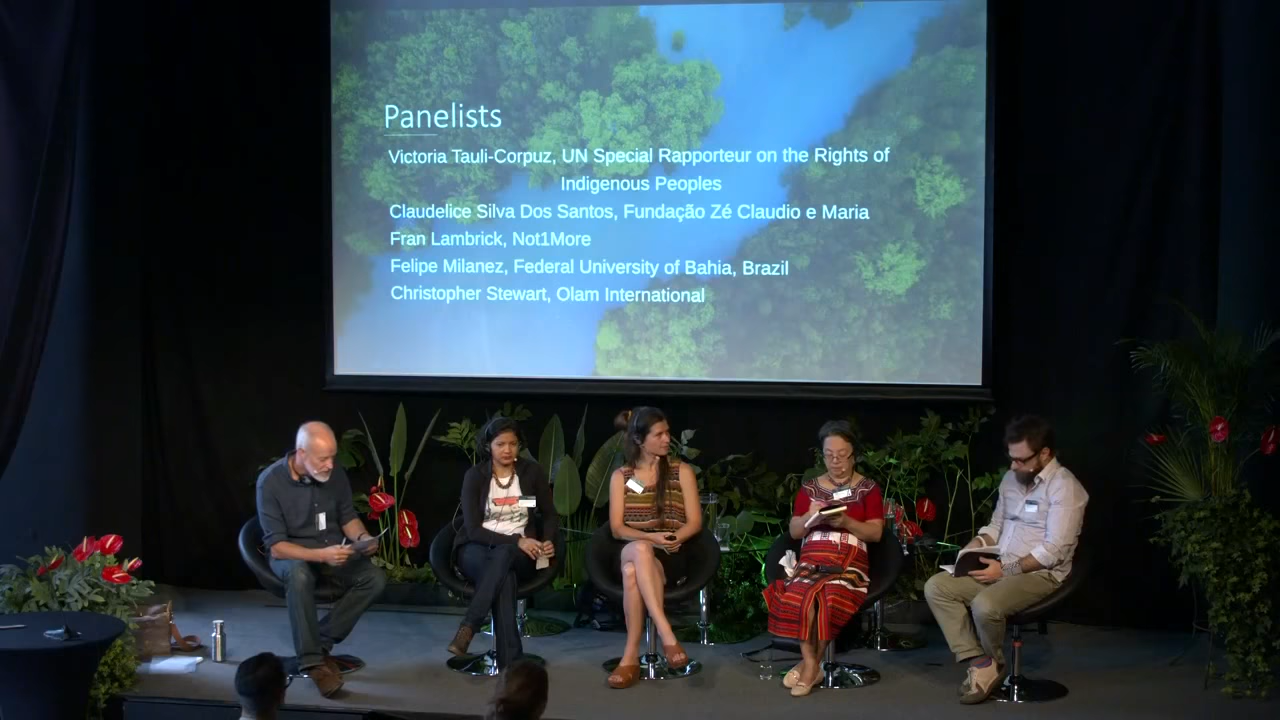 Panelists
Victoria Tauli-Corpuz, UN Special Rapporteur on the Rights of
Indigenous Peoples
Claudelice Silva Dos Santos, Fundação Zé Claudio e Maria
Fran Lambrick, Not1More
Felipe Milanez, Federal University of Bahia, Brazil
Christopher Stewart, Olam International